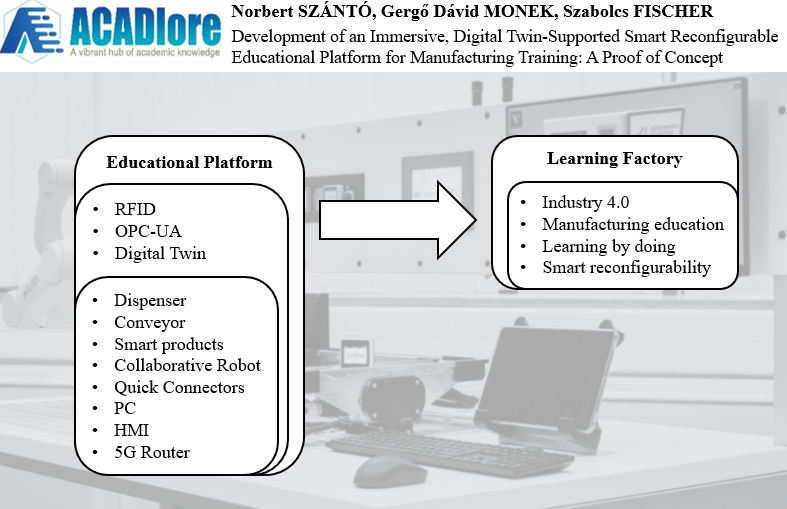 ACADlore
A vibrant hub of academic knowledge
Norbert SZÁNTÓ, Gergő Dávid MONEK, Szabolcs FISCHER
Development of an Immersive, Digital Twin-Supported Smart Reconfigurable
Educational Platform for Manufacturing Training: A Proof of Concept
Educational Platform
• RFID
• OPC-UA
• Digital Twin
• Dispenser
• Conveyor
• Smart products
• Collaborative Robot
• Quick Connectors
• PC
• HMI
• 5G Router
Learning Factory
• Industry 4.0
• Manufacturing education
• Learning by doing
• Smart reconfigurability